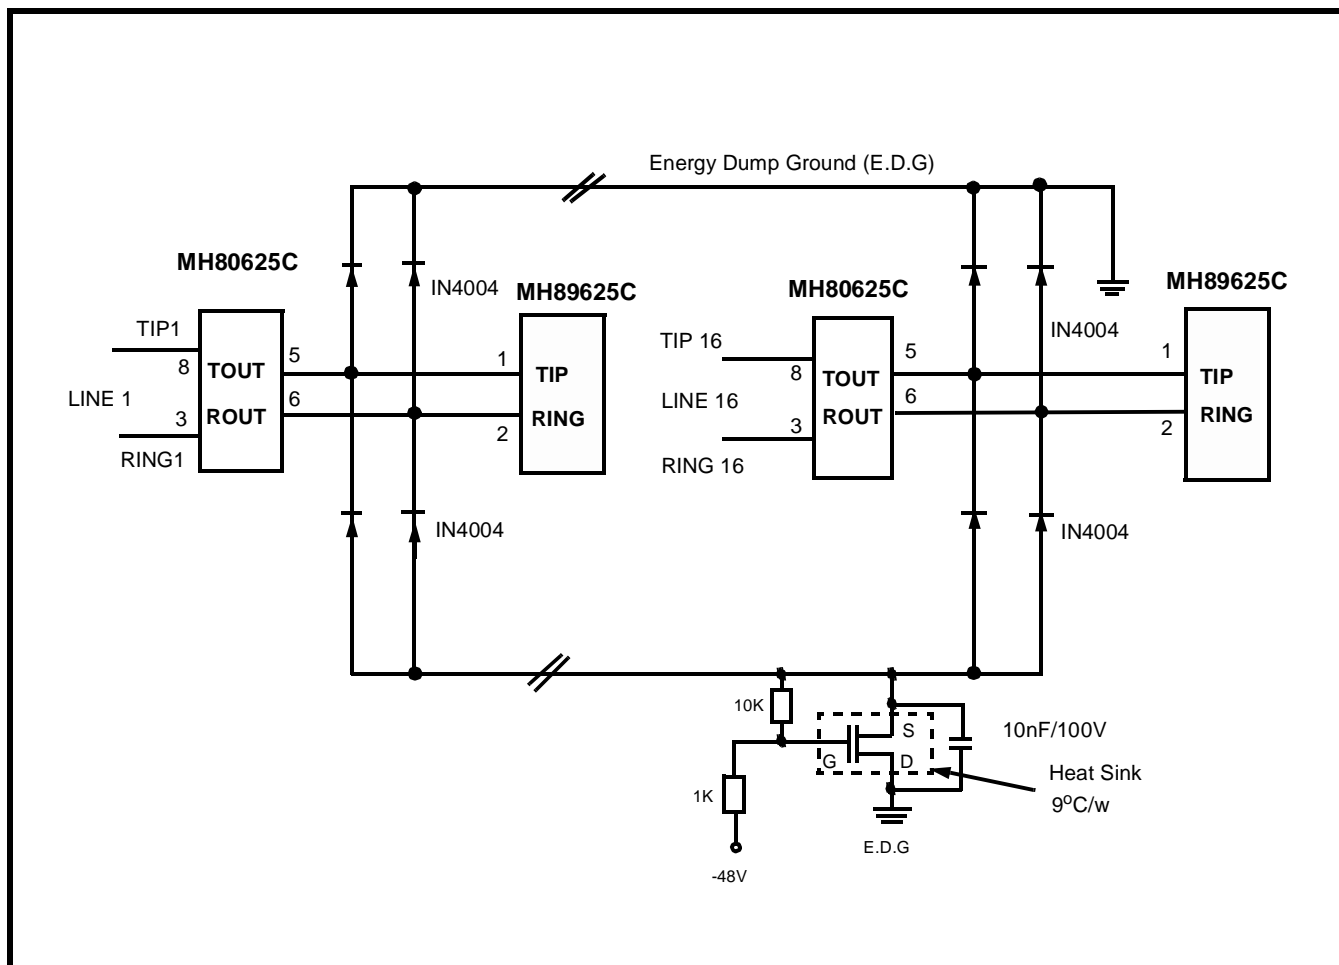 Energy Dump Ground (E.D.G)
MH80625C
IN4004
MH89625C
MH80625C
MH89625C
IN4004
TIP1
8
LINE 1
3
RING1
TOUT
ROUT
5
6
1
2
TIP
RING
TIP 16
8
LINE 16
3
RING 16
TOUT
ROUT
5
6
1
2
TIP
RING
IN4004
IN4004
10K
1K
-48V
G
S
D
E.D.G
10nF/100V
Heat Sink
9ºC/w